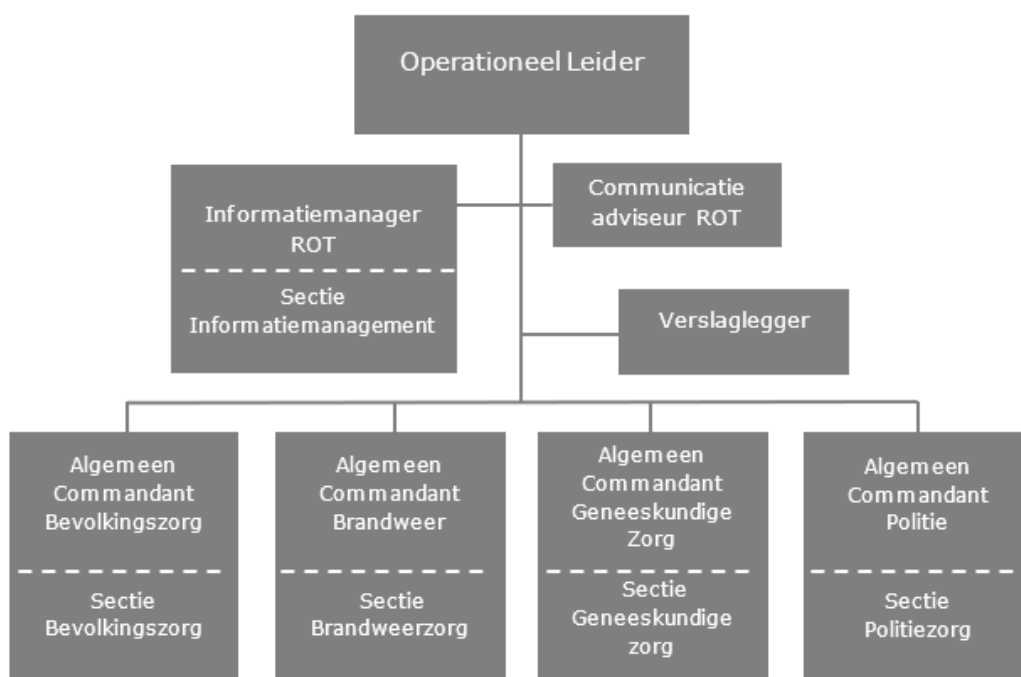 Operationeel Leider
Informatiemanager
ROT
Sectie
Informatiemanagement
Communicatie
adviseur ROT
Verslaglegger
Algemeen
Commandant
Bevolkingszorg
Sectie
Bevolkingszorg
Algemeen
Commandant
Brandweer
Sectie
Brandweerzorg
Algemeen
Commandant
Geneeskundige
Zorg
Sectie
Geneeskundige
zorg
Algemeen
Commandant
Politie
Sectie
Politiezorg